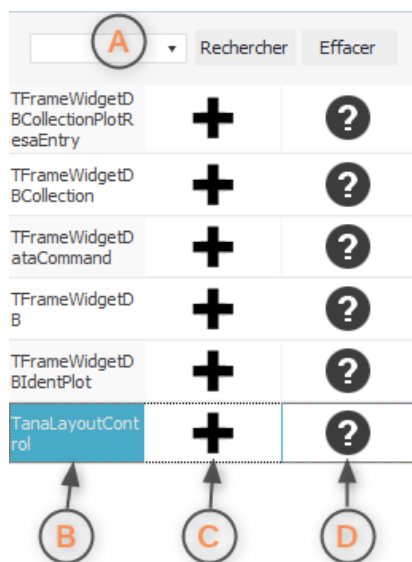 A
Rechercher
Effacer
TFrameWidgetD
BCollectionPlotR
esaEntry
?
TFrameWidgetD
BCollection
?
TFrameWidgetD
ataCommand
?
TFrameWidgetD
B
?
TFrameWidgetD
BIdentPlot
?
TanaLayoutCont
rol
?
B
C
D